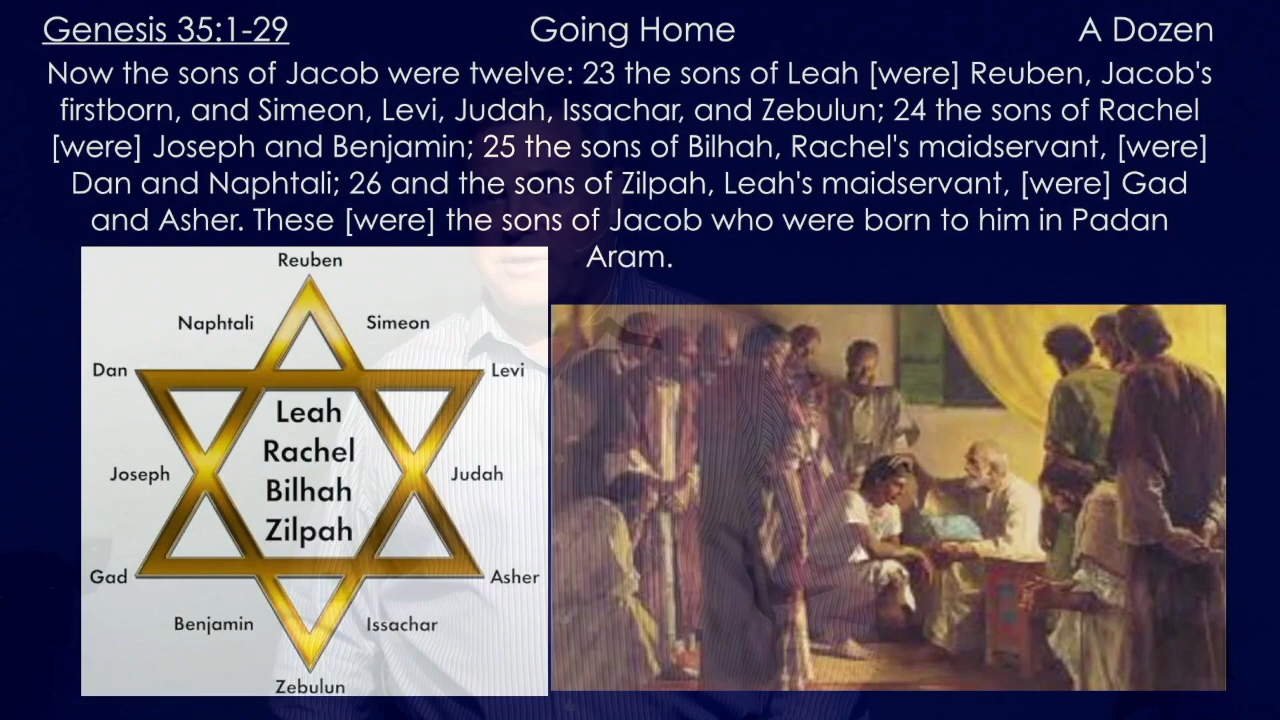 Genesis 35:1-29 Going Home A Dozen
Now the sons of Jacob were twelve: 23 the sons of Leah [were] Reuben, Jacob's
firstborn, and Simeon, Levi, Judah, Issachar, and Zebulun; 24 the sons of Rachel
[were] Joseph and Benjamin; 25 the sons of Bilhah, Rachel's maidservant, [were]
Dan and Naphtali; 26 and the sons of Zilpah, Leah's maidservant, [were] Gad
and Asher. These [were] the sons of Jacob who were born to him in Padan
Aram.
Reuben
Naphtali Simeon
Dan Levi
Leah
Rachel
Joseph Judah
Bilhah
Zilpah
Gad Asher
Benjamin Issachar
Zebulun